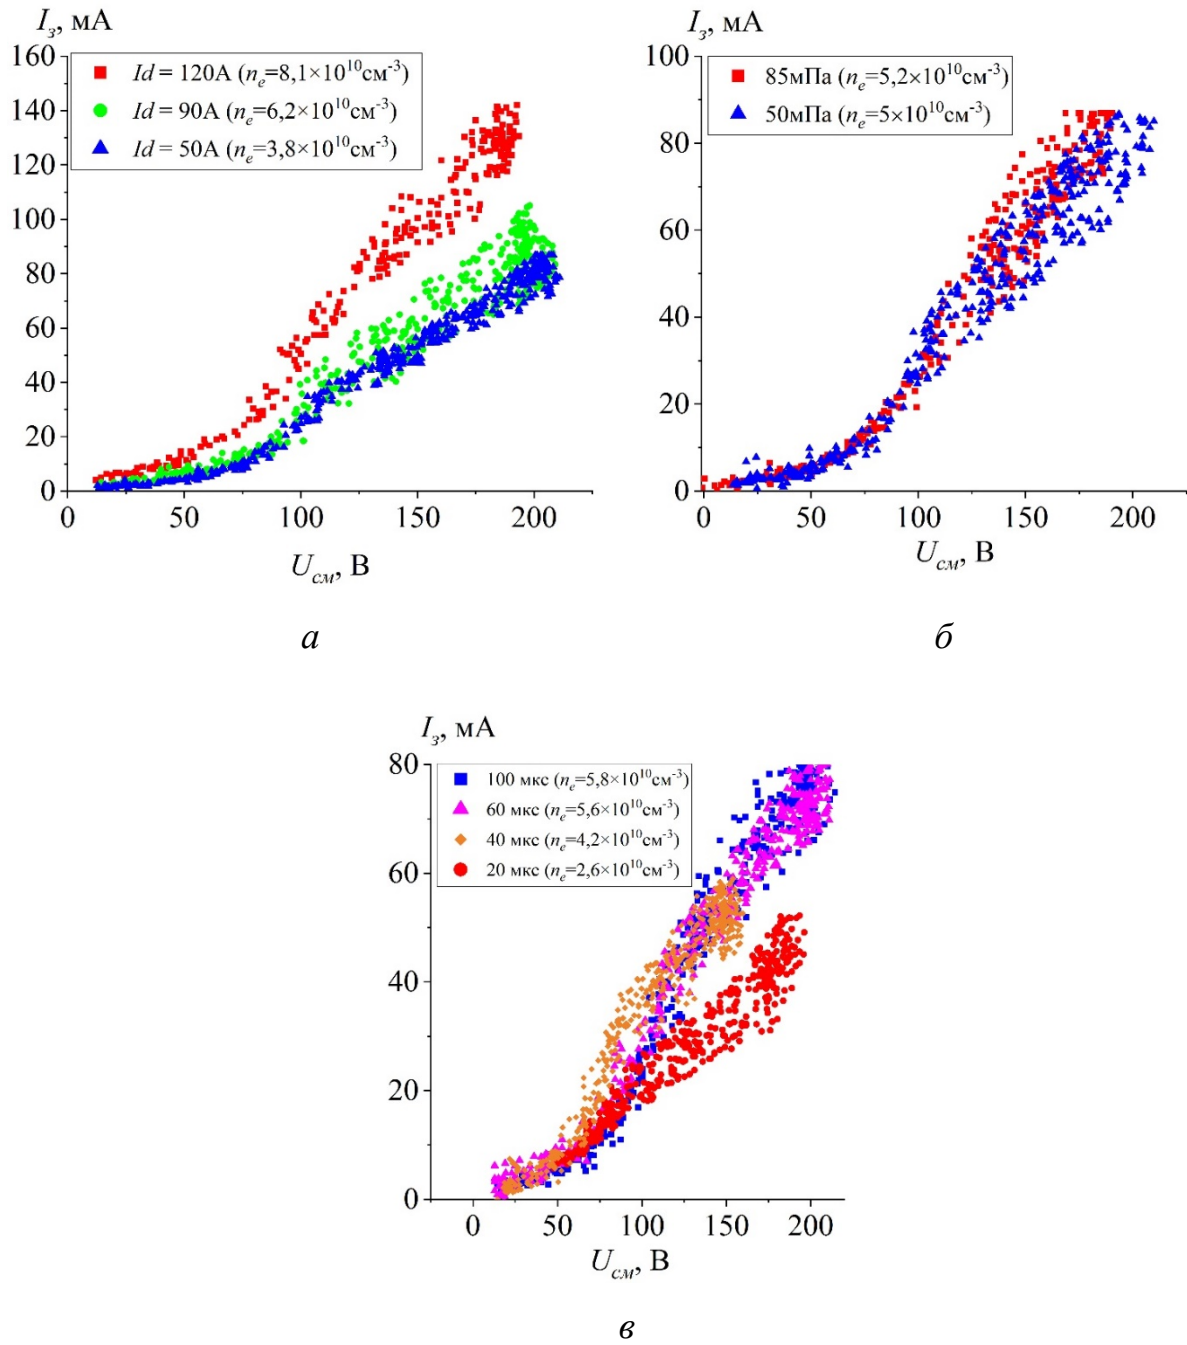 I_з, мА
160
140
120
100
80
60
40
20
0
Id = 120А (n_e=8,1×10^10см^-3)
Id = 90А (n_e=6,2×10^10см^-3)
Id = 50А (n_e=3,8×10^10см^-3)
0 50 100 150 200
U_см, В
а
I_з, мА
100
80
60
40
20
0
85мПа (n_e=5,2×10^10см^-3)
50мПа (n_e=5×10^10см^-3)
0 50 100 150 200
U_см, В
б
I_з, мА
80
60
40
20
0
100 мкс (n_e=5,8×10^10см^-3)
60 мкс (n_e=5,6×10^10см^-3)
40 мкс (n_e=4,2×10^10см^-3)
20 мкс (n_e=2,6×10^10см^-3)
0 50 100 150 200
U_см, В
в